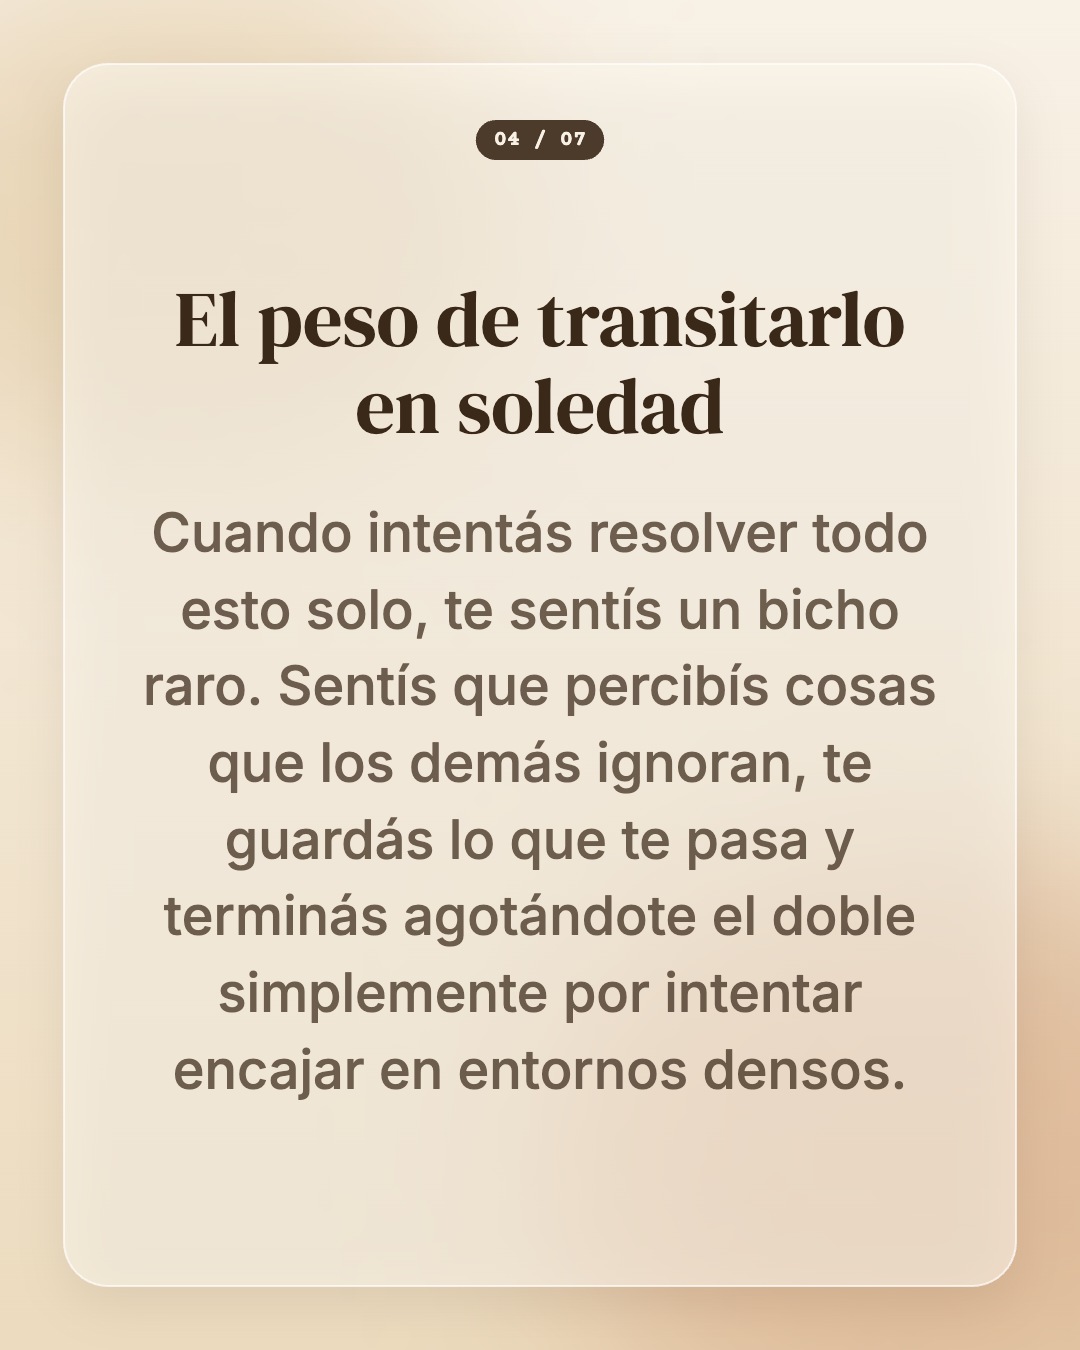 04 / 07
El peso de transitarlo
en soledad
Cuando intentás resolver todo
esto solo, te sentís un bicho
raro. Sentís que percibís cosas
que los demás ignoran, te
guardás lo que te pasa y
terminás agotándote el doble
simplemente por intentar
encajar en entornos densos.